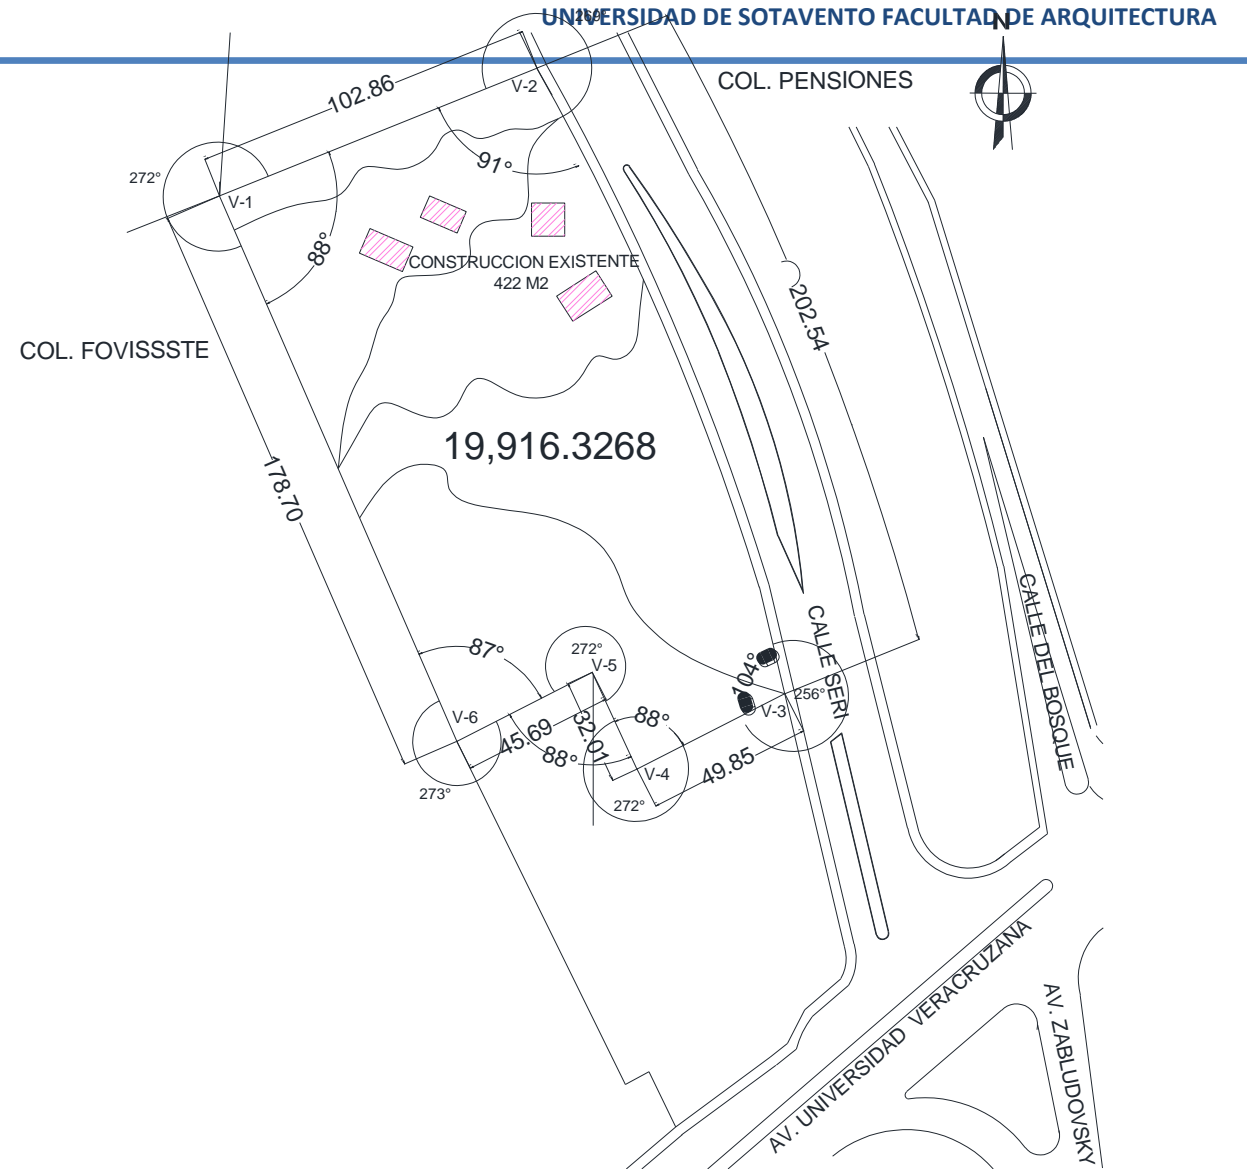 UNIVERSIDAD DE SOTAVENTO FACULTAD DE ARQUITECTURA
269°
N
COL. PENSIONES
102.86
V-2
91°
272°
V-1
88°
CONSTRUCCION EXISTENTE
422 M2
202.54
COL. FOVISSSTE
19,916.3268
178.70
CALLE SERI
CALLE DEL BOSQUE
87°
272°
V-5
104°
256°
V-3
V-6
45.69
32.01
88°
88°
V-4
49.85
273°
272°
AV. UNIVERSIDAD VERACRUZANA
AV. ZABLUDOVSKY